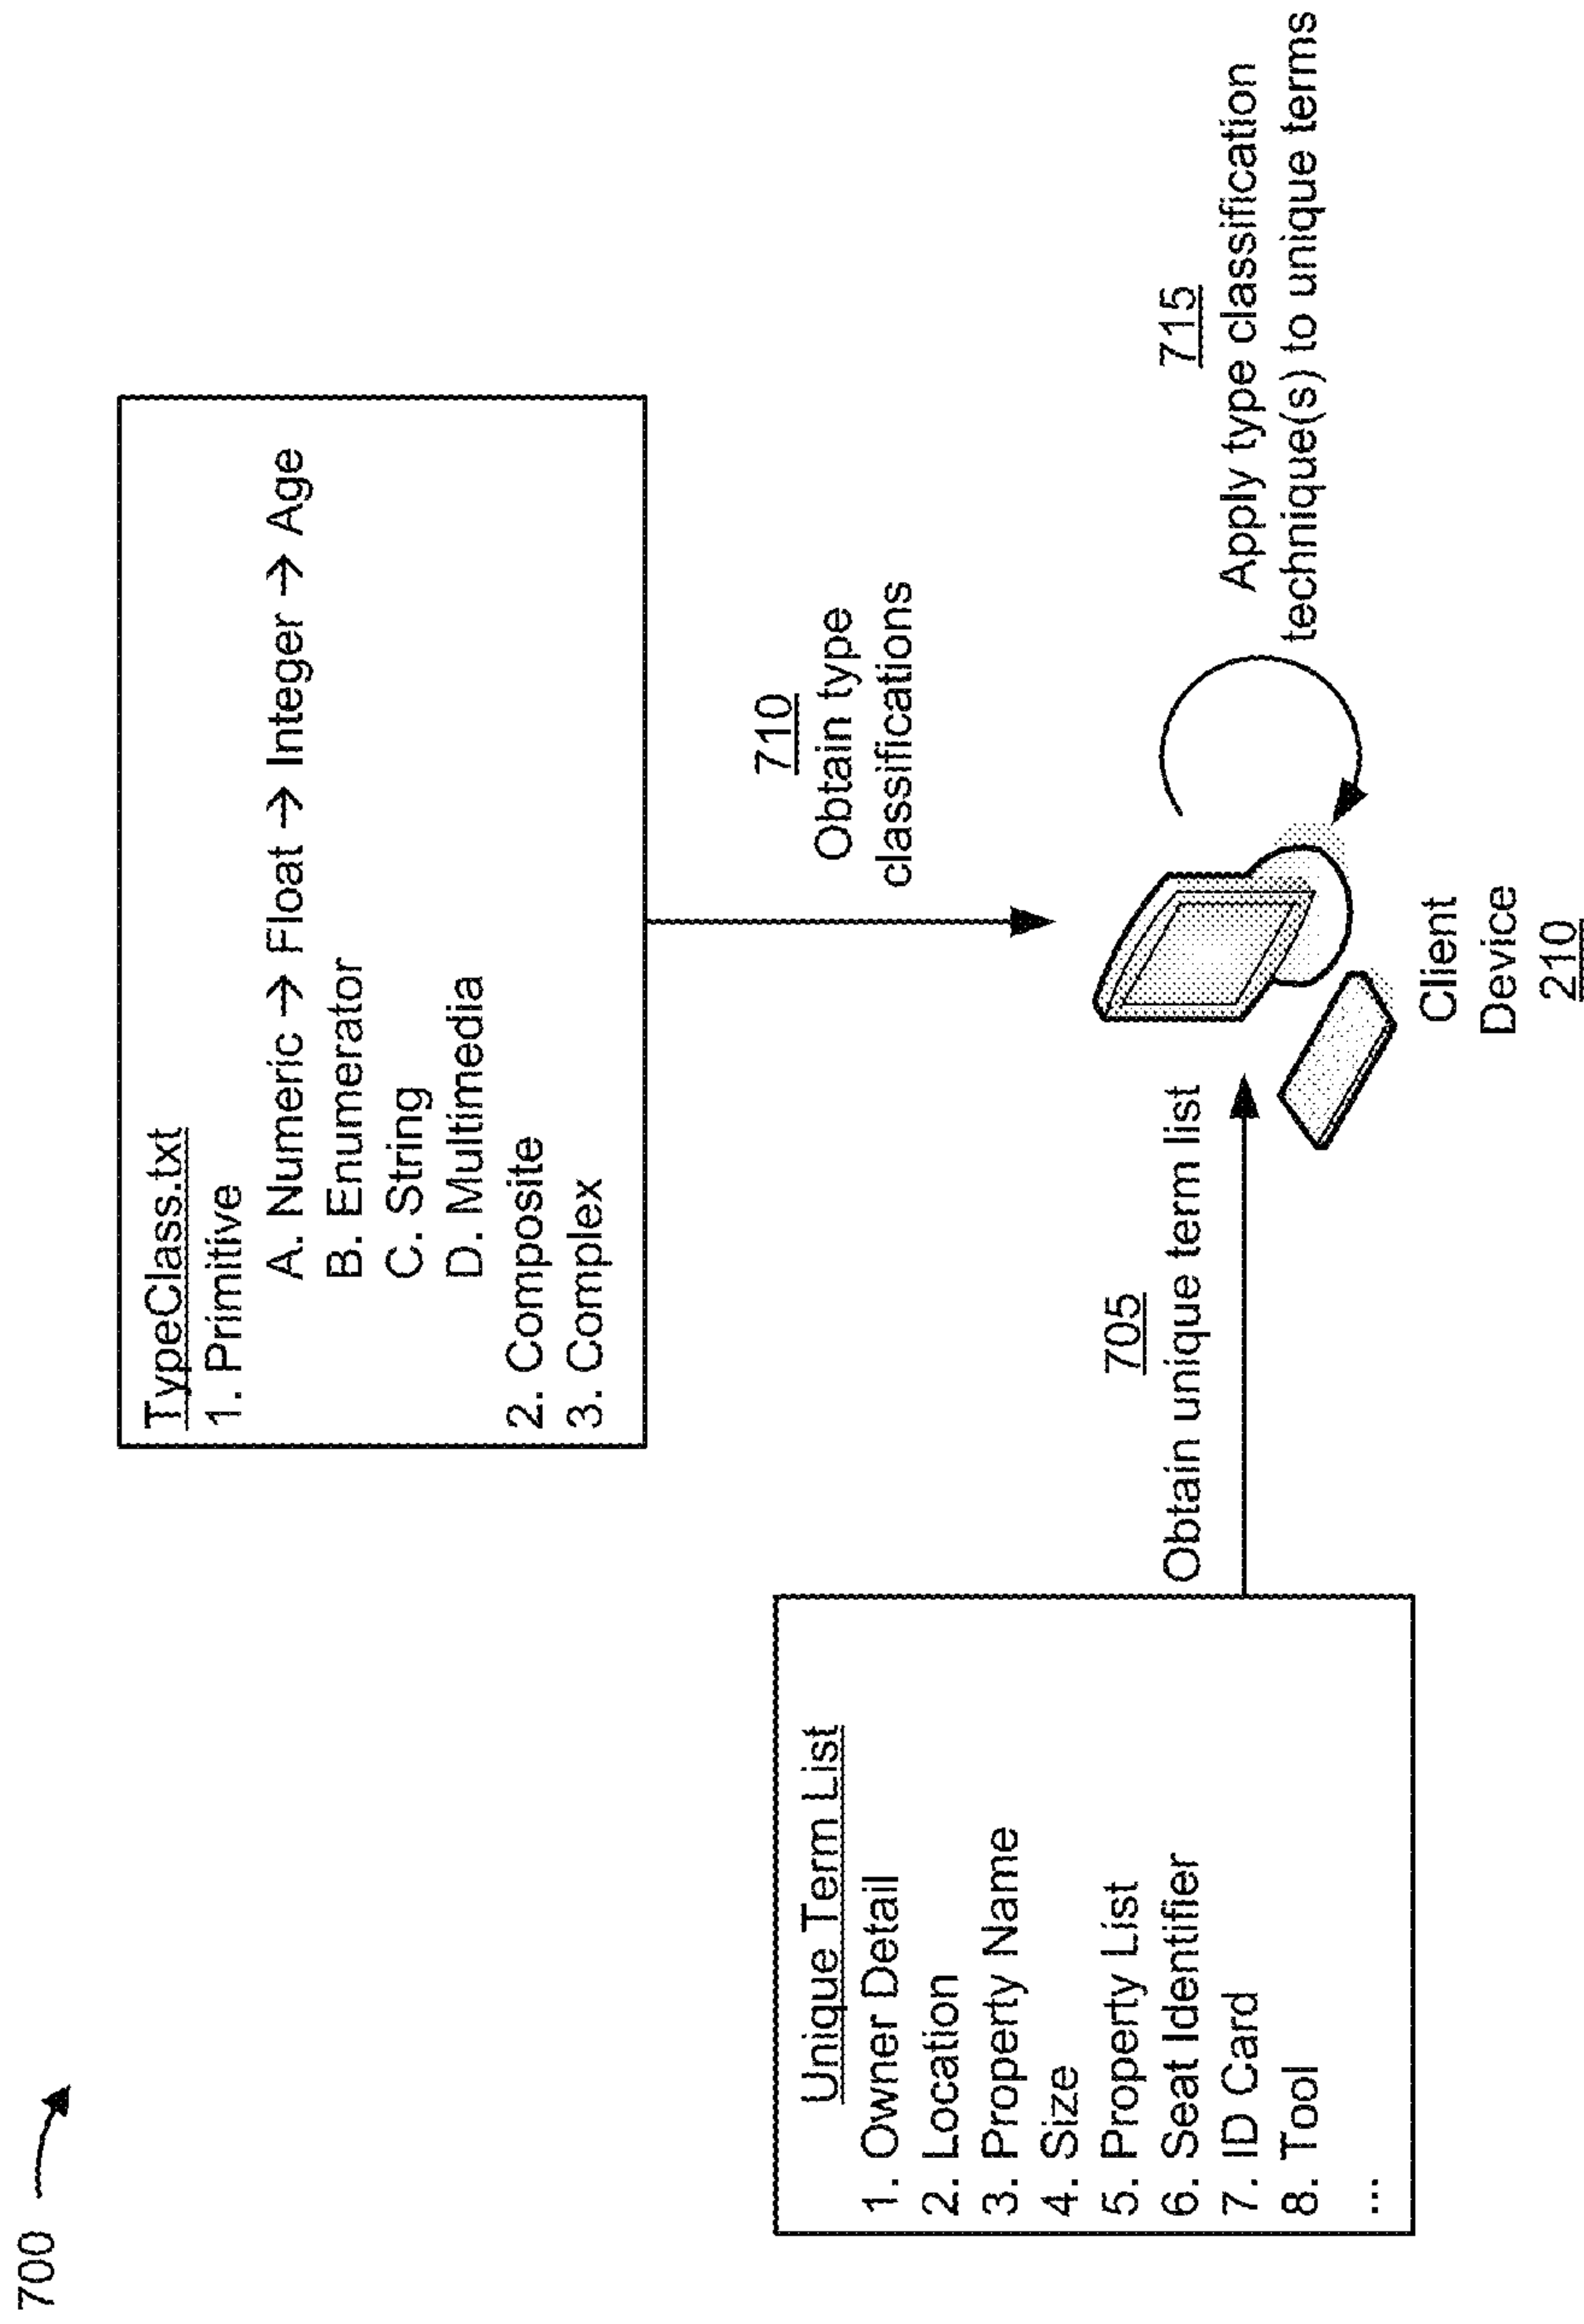 700
TypeClass.txt
1. Primitive
A. Numeric → Float → Integer → Age
B. Enumerator
C. String
D. Multimedia
2. Composite
3. Complex
710
Obtain type
classifications
Unique Term List
1. Owner Detail
2. Location
3. Property Name
4. Size
5. Property List
6. Seat Identifier
7. ID Card
8. Tool
...
705
Obtain unique term list
715
Apply type classification
technique(s) to unique terms
Client
Device
210